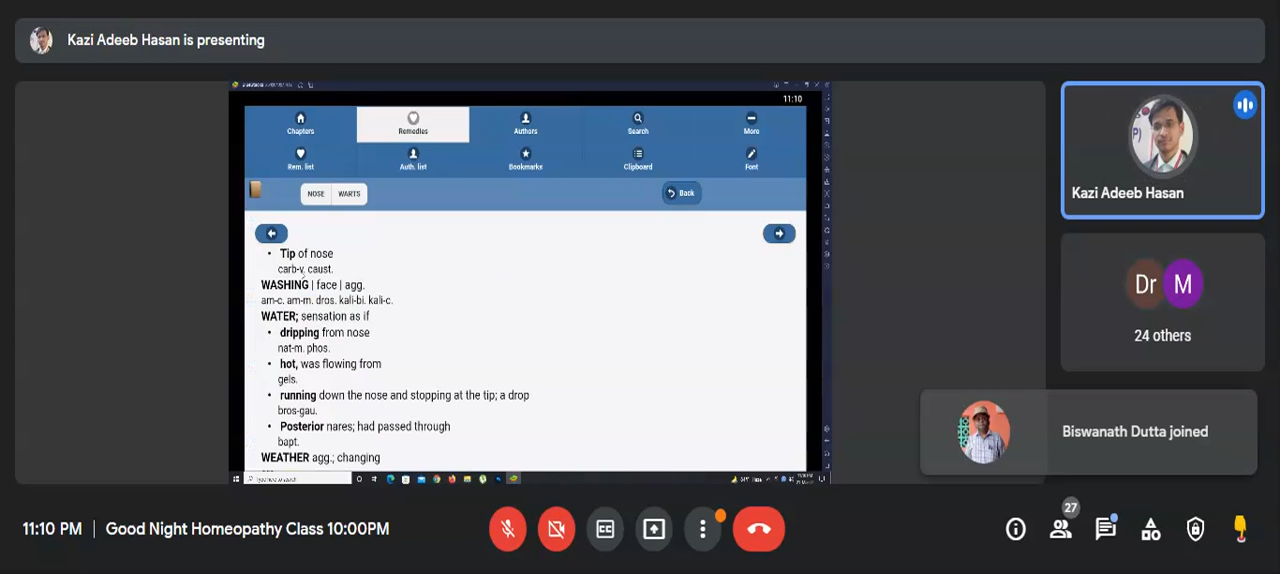 Kazi Adeeb Hasan is presenting
11:10
Chapters
Remedies
Authors
Search
More
Rem. list
Auth. list
Bookmarks
Clipboard
Font
NOSE
WARTS
Back
• Tip of nose
carb-v. caust.
WASHING | face | agg.
am-c. am-m. dros. kali-bi. kali-c.
WATER; sensation as if
• dripping from nose
nat-m. phos.
• hot, was flowing from
gels.
• running down the nose and stopping at the tip; a drop
bros-gau.
• Posterior nares; had passed through
bapt.
WEATHER agg.; changing
Type here to search
Kazi Adeeb Hasan
Dr M
24 others
Biswanath Dutta joined
11:10 PM | Good Night Homeopathy Class 10:00PM
27